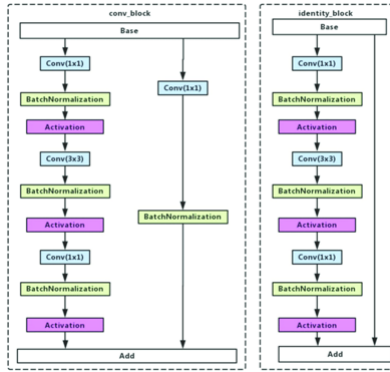 conv_block
Base
Conv(1x1)
BatchNormalization
Activation
Conv(3x3)
BatchNormalization
Activation
Conv(1x1)
BatchNormalization
Activation
Conv(1x1)
BatchNormalization
Add
identity_block
Base
Conv(1x1)
BatchNormalization
Activation
Conv(3x3)
BatchNormalization
Activation
Conv(1x1)
BatchNormalization
Activation
Add